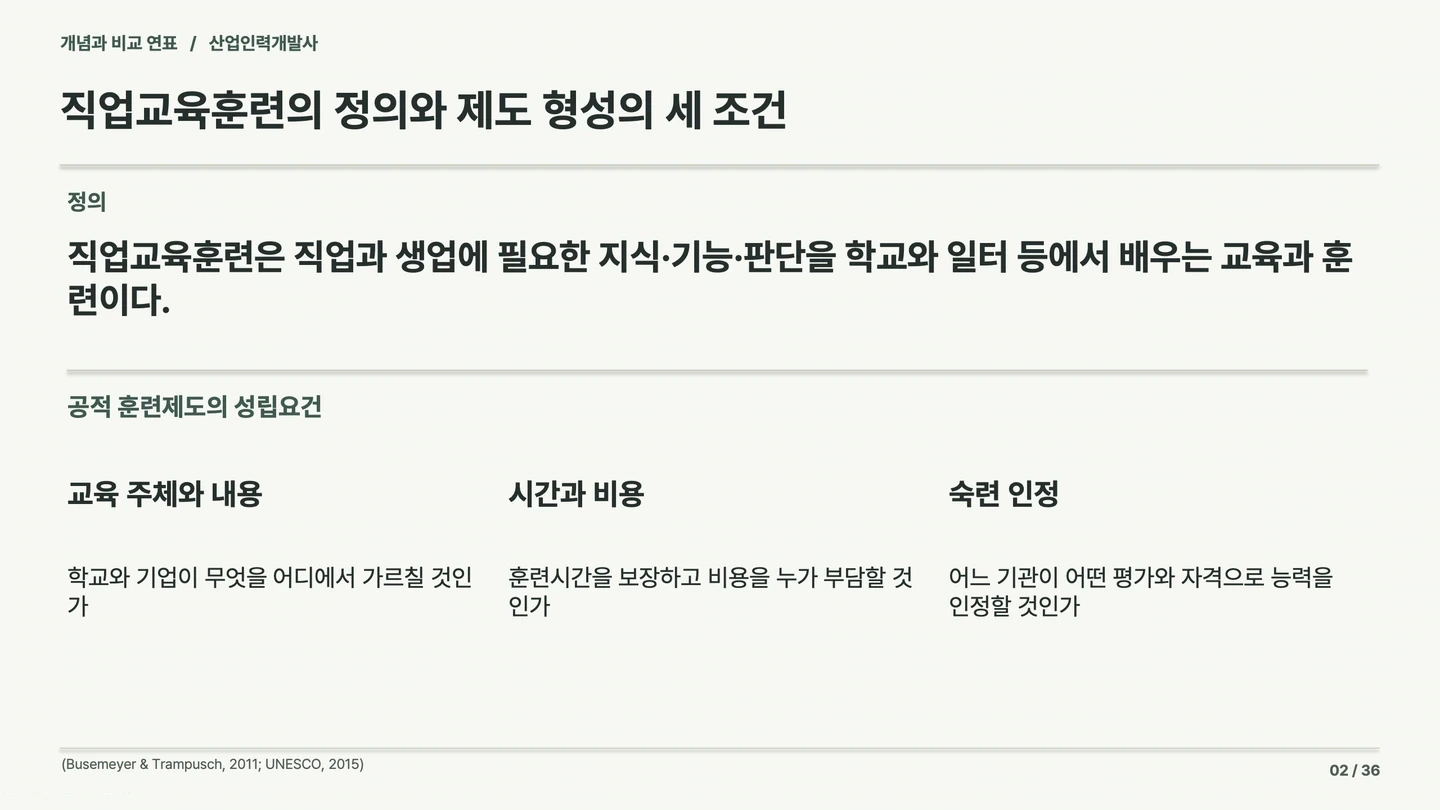 개념과 비교 연표 / 산업인력개발사
직업교육훈련의 정의와 제도 형성의 세 조건
정의
직업교육훈련은 직업과 생업에 필요한 지식·기능·판단을 학교와 일터 등에서 배우는 교육과 훈
련이다.
공적 훈련제도의 성립요건
교육 주체와 내용
학교와 기업이 무엇을 어디에서 가르칠 것인
가
시간과 비용
훈련시간을 보장하고 비용을 누가 부담할 것
인가
숙련 인정
어느 기관이 어떤 평가와 자격으로 능력을
인정할 것인가
(Busemeyer & Trampusch, 2011; UNESCO, 2015)
02 / 36